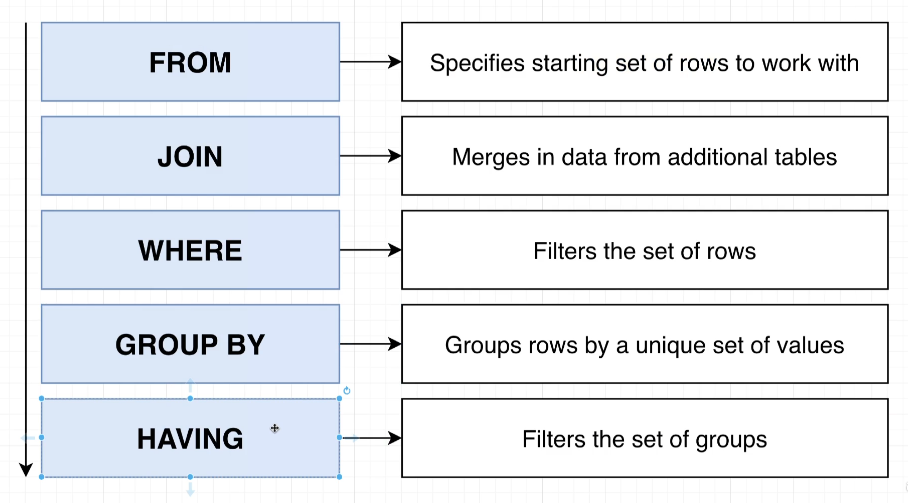 FROM
Specifies starting set of rows to work with
JOIN
Merges in data from additional tables
WHERE
Filters the set of rows
GROUP BY
Groups rows by a unique set of values
HAVING
Filters the set of groups